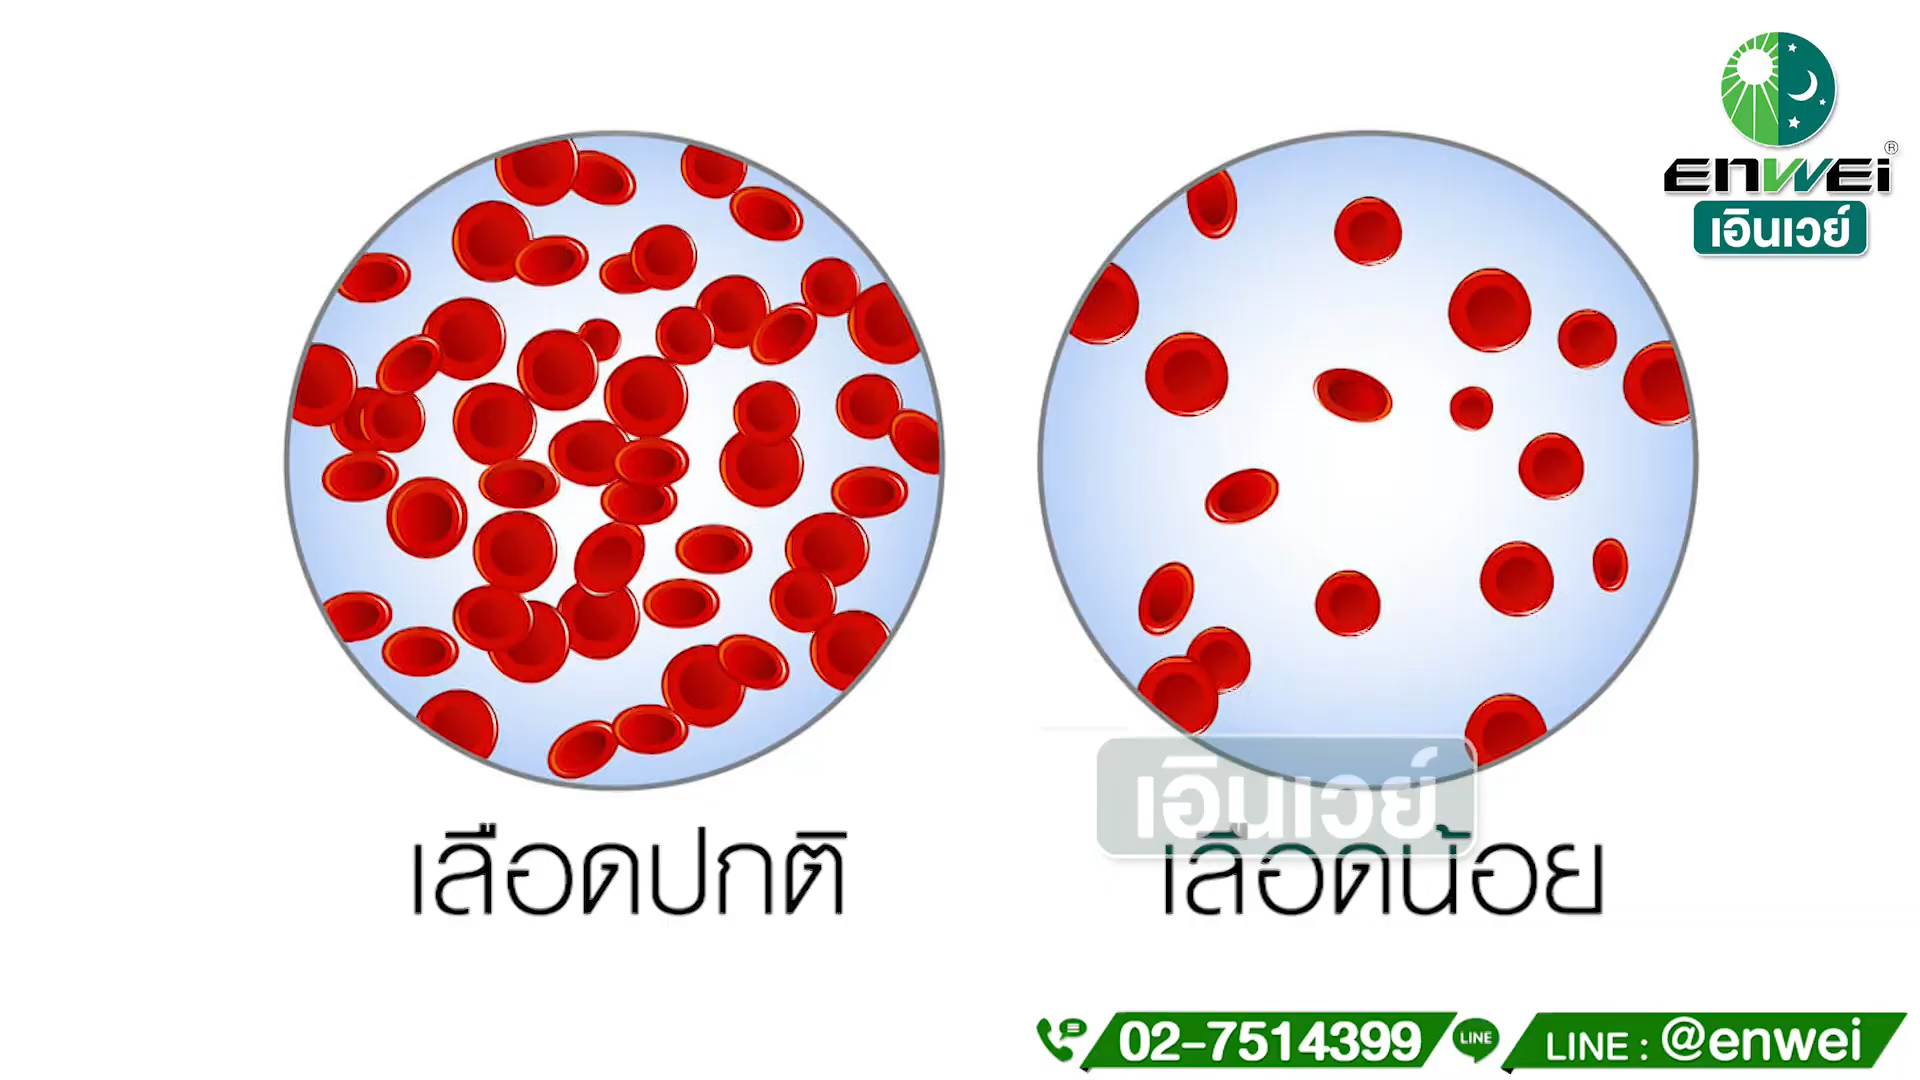 ENWEI®
เอินเวย์
เอินเวย์
เลือดปกติ
เลือดน้อย
02-7514399
LINE
LINE : @enwei